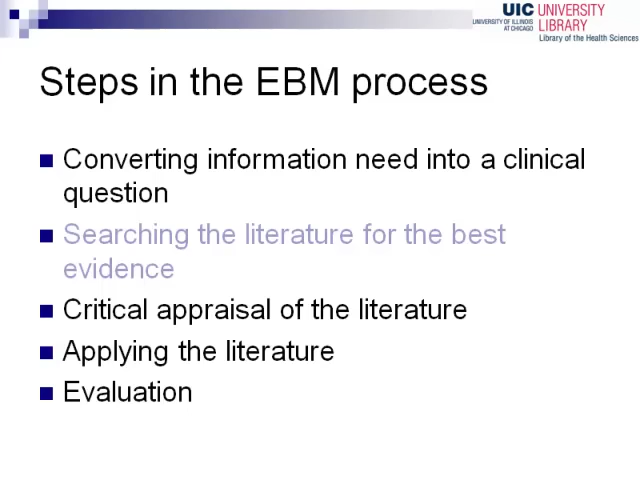 UIC UNIVERSITY
UNIVERSITY OF ILLINOIS
AT CHICAGO
LIBRARY
Library of the Health Sciences
Steps in the EBM process
Converting information need into a clinical
question
Searching the literature for the best
evidence
Critical appraisal of the literature
Applying the literature
Evaluation